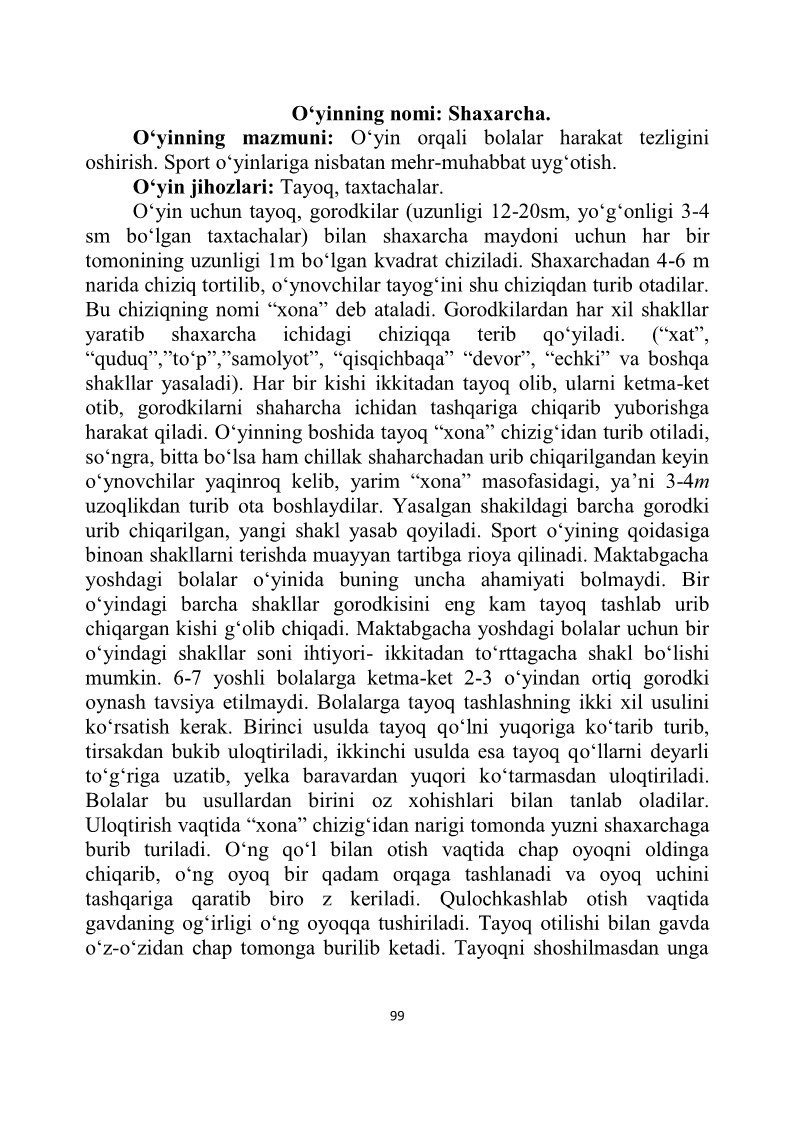 O‘yinning nomi: Shaxarcha.
O‘yinning mazmuni: O‘yin orqali bolalar harakat tezligini
oshirish. Sport o‘yinlariga nisbatan mehr-muhabbat uyg‘otish.
O‘yin jihozlari: Tayoq, taxtachalar.
O‘yin uchun tayoq, gorodkilar (uzunligi 12-20sm, yo‘g‘onligi 3-4
sm bo‘lgan taxtachalar) bilan shaxarcha maydoni uchun har bir
tomonining uzunligi 1m bo‘lgan kvadrat chiziladi. Shaxarchadan 4-6 m
narida chiziq tortilib, o‘ynovchilar tayog‘ini shu chiziqdan turib otadilar.
Bu chiziqning nomi “xona” deb ataladi. Gorodkilardan har xil shakllar
yaratib shaxarcha ichidagi chiziqqa terib qo‘yiladi. (“xat”,
“quduq”,”to‘p”,”samolyot”, “qisqichbaqa” “devor”, “echki” va boshqa
shakllar yasaladi). Har bir kishi ikkitadan tayoq olib, ularni ketma-ket
otib, gorodkilarni shaharcha ichidan tashqariga chiqarib yuborishga
harakat qiladi. O‘yinning boshida tayoq “xona” chizig‘idan turib otiladi,
so‘ngra, bitta bo‘lsa ham chillak shaharchadan urib chiqarilgandan keyin
o‘ynovchilar yaqinroq kelib, yarim “xona” masofasidagi, ya’ni 3-4m
uzoqlikdan turib ota boshlaydilar. Yasalgan shakildagi barcha gorodki
urib chiqarilgan, yangi shakl yasab qoyiladi. Sport o‘yining qoidasiga
binoan shakllarni terishda muayyan tartibga rioya qilinadi. Maktabgacha
yoshdagi bolalar o‘yinida buning uncha ahamiyati bolmaydi. Bir
o‘yindagi barcha shakllar gorodkisini eng kam tayoq tashlab urib
chiqargan kishi g‘olib chiqadi. Maktabgacha yoshdagi bolalar uchun bir
o‘yindagi shakllar soni ihtiyori- ikkitadan to‘rttagacha shakl bo‘lishi
mumkin. 6-7 yoshli bolalarga ketma-ket 2-3 o‘yindan ortiq gorodki
oynash tavsiya etilmaydi. Bolalarga tayoq tashlashning ikki xil usulini
ko‘rsatish kerak. Birinci usulda tayoq qo‘lni yuqoriga ko‘tarib turib,
tirsakdan bukib uloqtiriladi, ikkinchi usulda esa tayoq qo‘llarni deyarli
to‘g‘riga uzatib, yelka baravardan yuqori ko‘tarmasdan uloqtiriladi.
Bolalar bu usullardan birini oz xohishlari bilan tanlab oladilar.
Uloqtirish vaqtida “xona” chizig‘idan narigi tomonda yuzni shaxarchaga
burib turiladi. O‘ng qo‘l bilan otish vaqtida chap oyoqni oldinga
chiqarib, o‘ng oyoq bir qadam orqaga tashlanadi va oyoq uchini
tashqariga qaratib biro z keriladi. Qulochkashlab otish vaqtida
gavdaning og‘irligi o‘ng oyoqqa tushiriladi. Tayoq otilishi bilan gavda
o‘z-o‘zidan chap tomonga burilib ketadi. Tayoqni shoshilmasdan unga
99